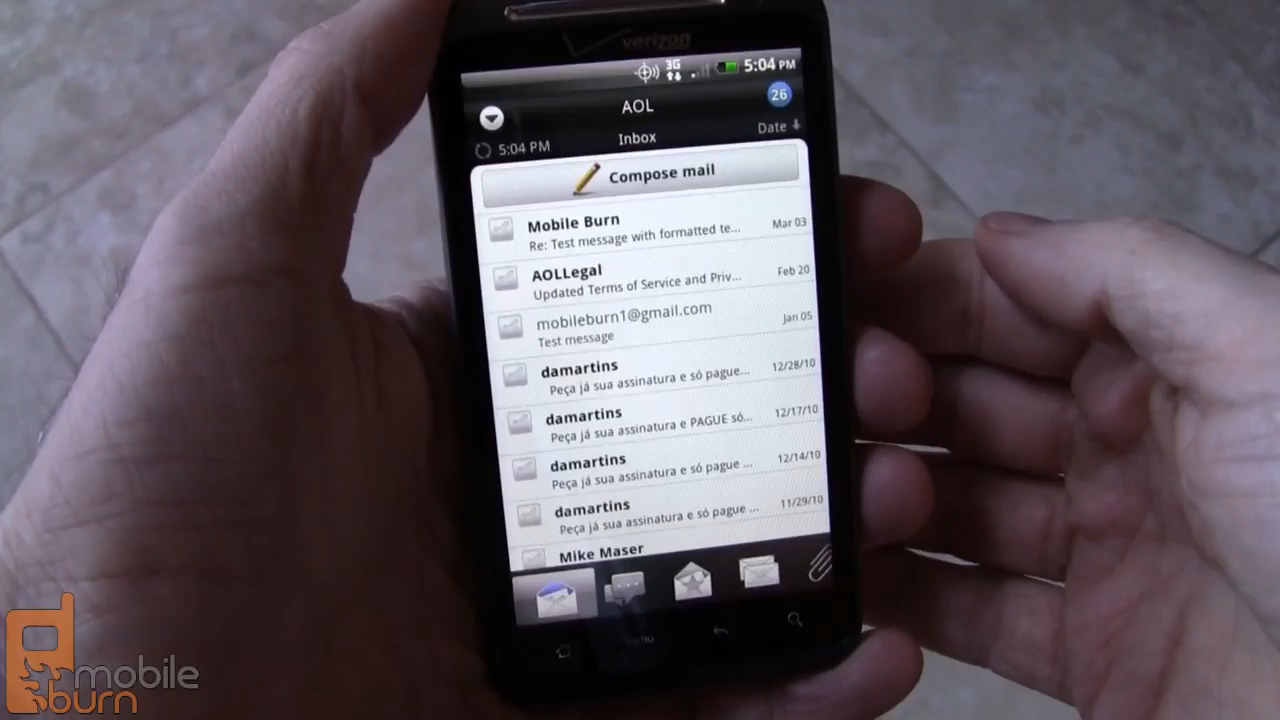 verizon
3G 5:04 PM
AOL 26
5:04 PM Inbox Date
Compose mail
Mobile Burn
Re: Test message with formatted te... Mar 03
AOLLegal
Updated Terms of Service and Priv... Feb 20
mobileburn1@gmail.com
Test message Jan 05
damartins
Peça já sua assinatura e só pague... 12/28/10
damartins
Peça já sua assinatura e PAGUE só... 12/17/10
damartins
Peça já sua assinatura e só pague ... 12/14/10
damartins
Peça já sua assinatura e só pague ... 11/29/10
Mike Maser
menu
mobile
burn